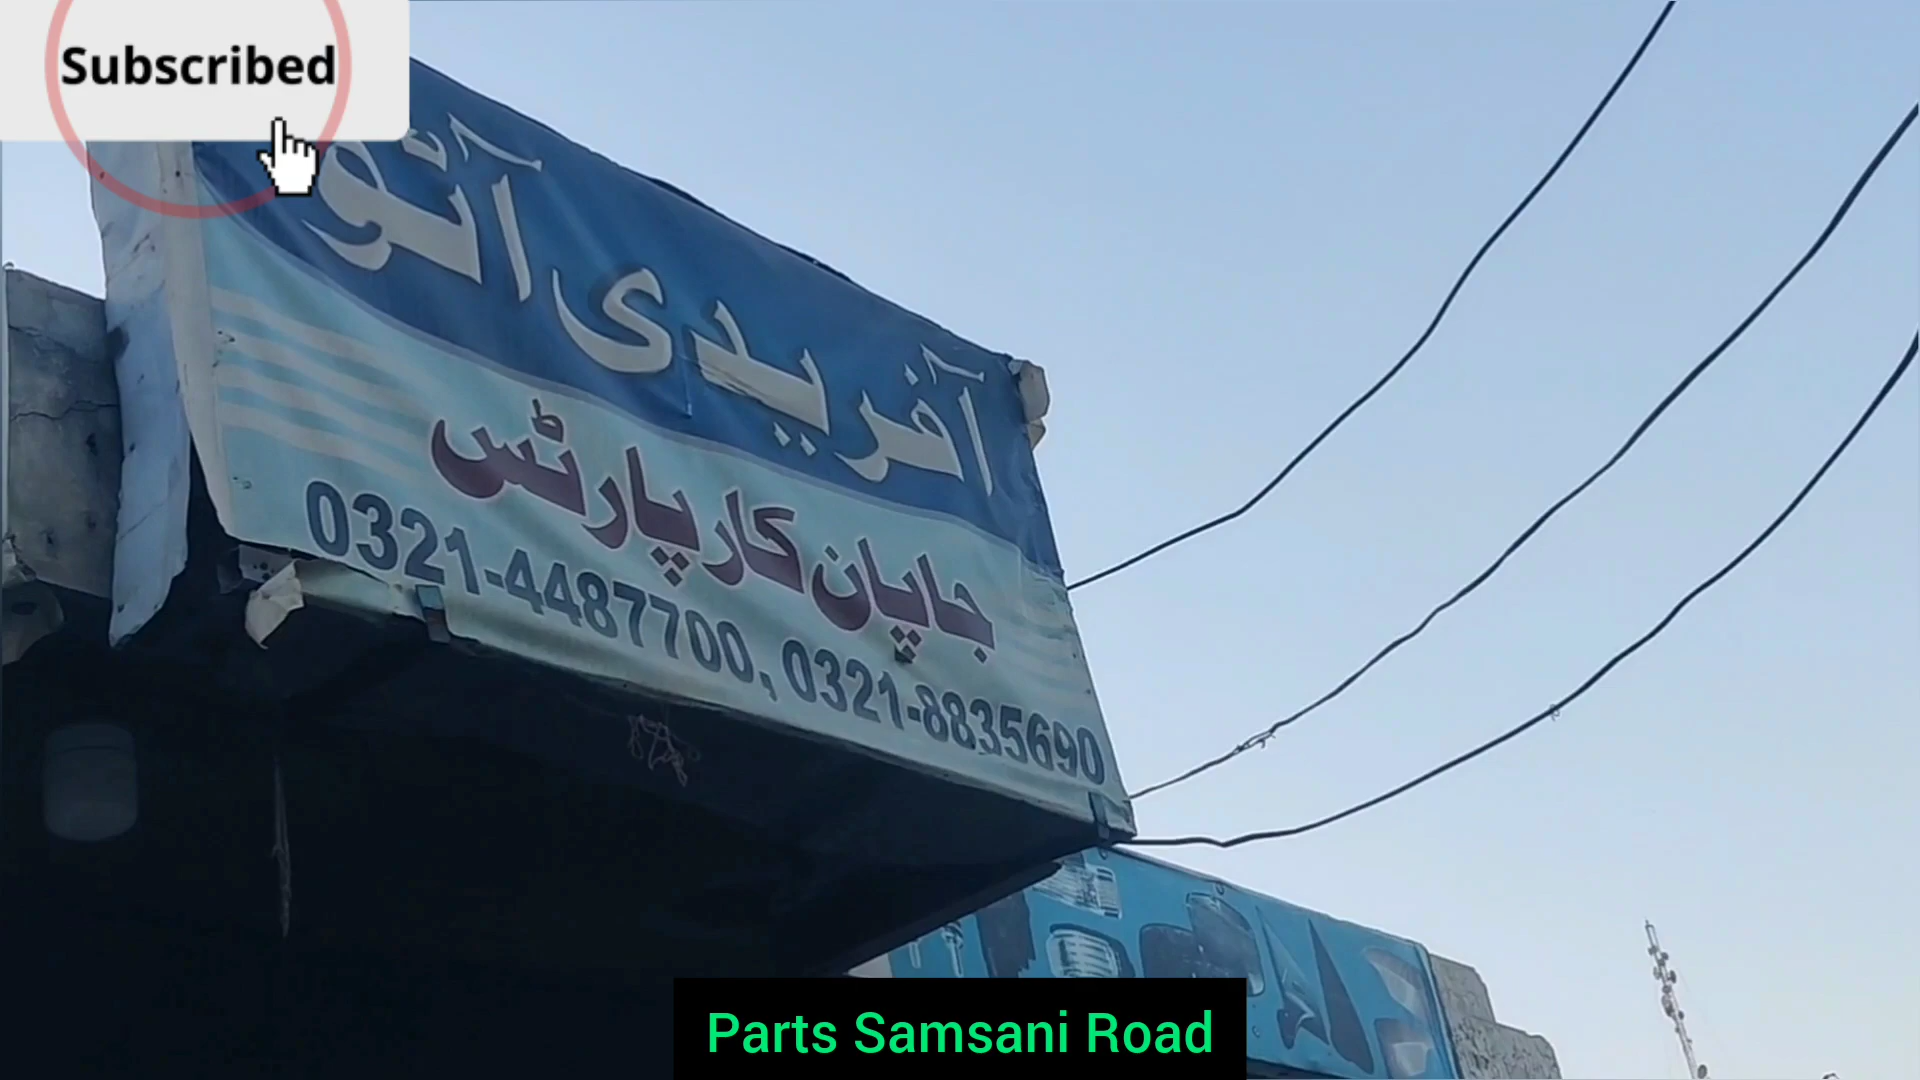 Subscribed
آفریدی آٹو
جاپان کار پارٹس
0321-4487700, 0321-8835690
Parts Samsani Road